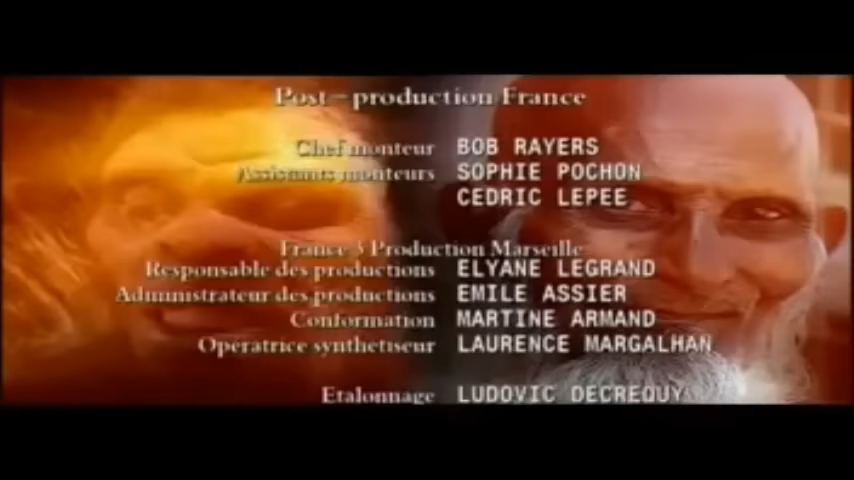 Post-production France
Chef monteur BOB RAYERS
Assistants monteurs SOPHIE POCHON
CEDRIC LEPEE
France 3 Production Marseille
Responsable des productions ELYANE LEGRAND
Administrateur des productions EMILE ASSIER
Conformation MARTINE ARMAND
Operatrice synthetiseur LAURENCE MARGALHAN
Etalonnage LUDOVIC DECREQUY